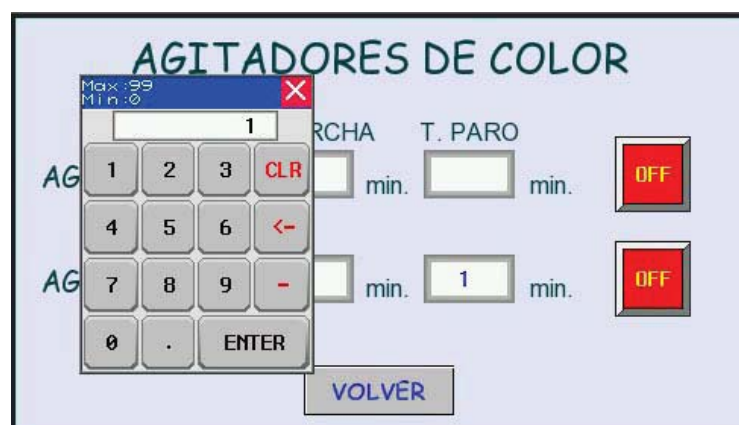 AGITADORES DE COLOR
Max :99
Min :0
1
RCHA T. PARO
1 2 3 CLR
AG min. min. OFF
4 5 6 <-
AG min. 1 min. OFF
7 8 9 -
0 . ENTER
VOLVER